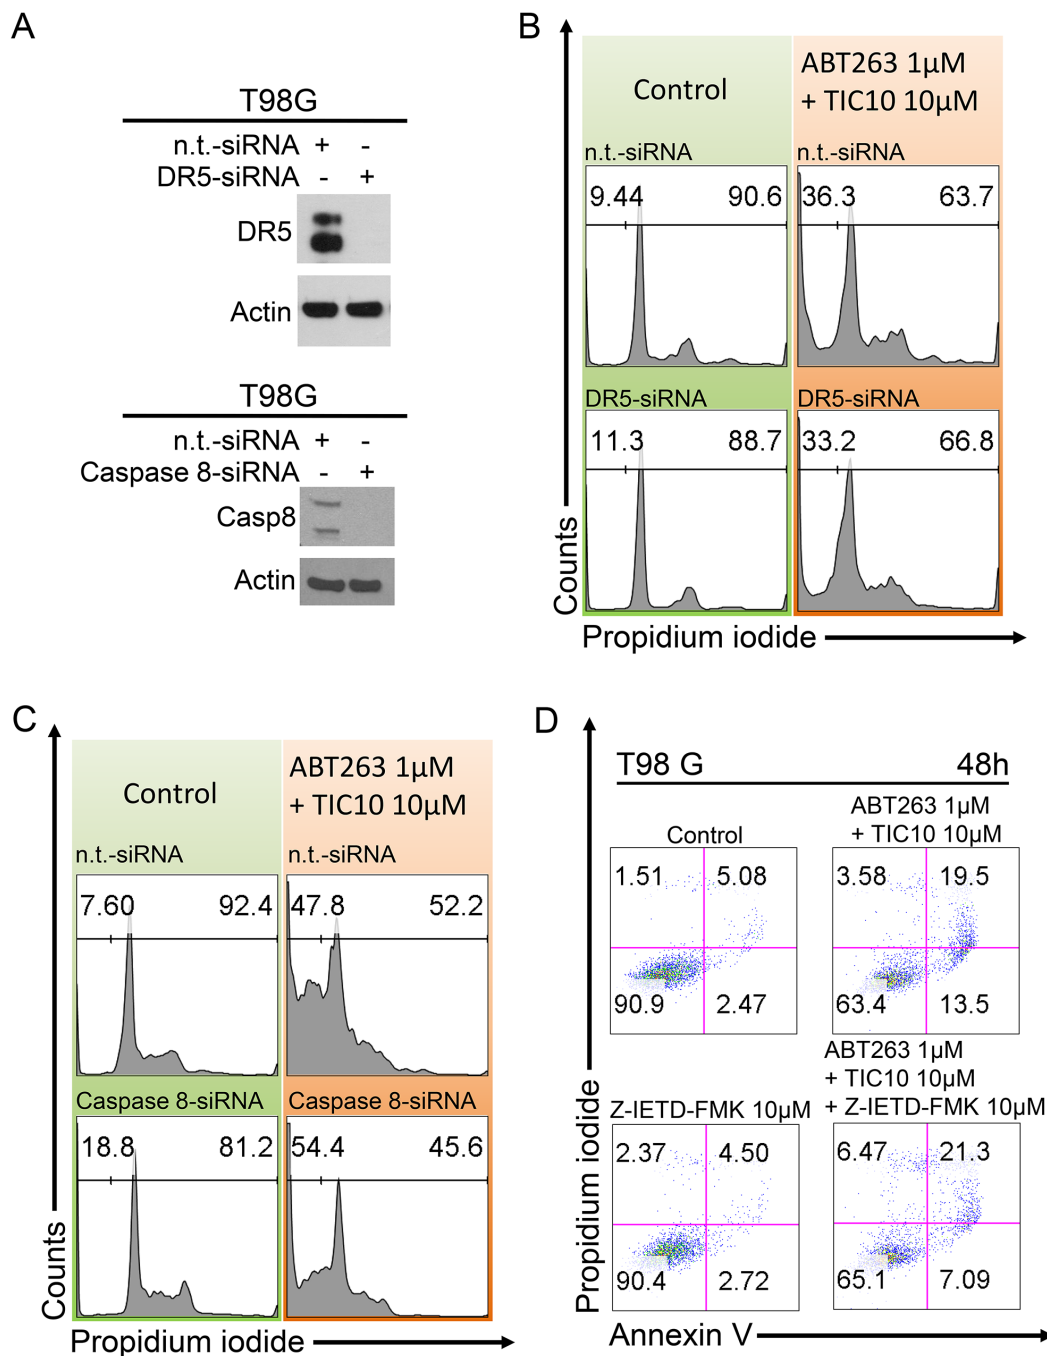 A
T98G
n.t.-siRNA + -
DR5-siRNA - +
DR5
Actin
T98G
n.t.-siRNA + -
Caspase 8-siRNA - +
Casp8
Actin
B
Control
ABT263 1µM
+ TIC10 10µM
n.t.-siRNA
n.t.-siRNA
9.44 90.6
36.3 63.7
DR5-siRNA
DR5-siRNA
11.3 88.7
33.2 66.8
Counts
Propidium iodide
C
Control
ABT263 1µM
+ TIC10 10µM
n.t.-siRNA
n.t.-siRNA
7.60 92.4
47.8 52.2
Caspase 8-siRNA
Caspase 8-siRNA
18.8 81.2
54.4 45.6
Counts
Propidium iodide
D
T98 G 48h
Control
ABT263 1µM
+ TIC10 10µM
1.51 5.08
3.58 19.5
90.9 2.47
63.4 13.5
Z-IETD-FMK 10µM
ABT263 1µM
+ TIC10 10µM
+ Z-IETD-FMK 10µM
2.37 4.50
6.47 21.3
90.4 2.72
65.1 7.09
Propidium iodide
Annexin V